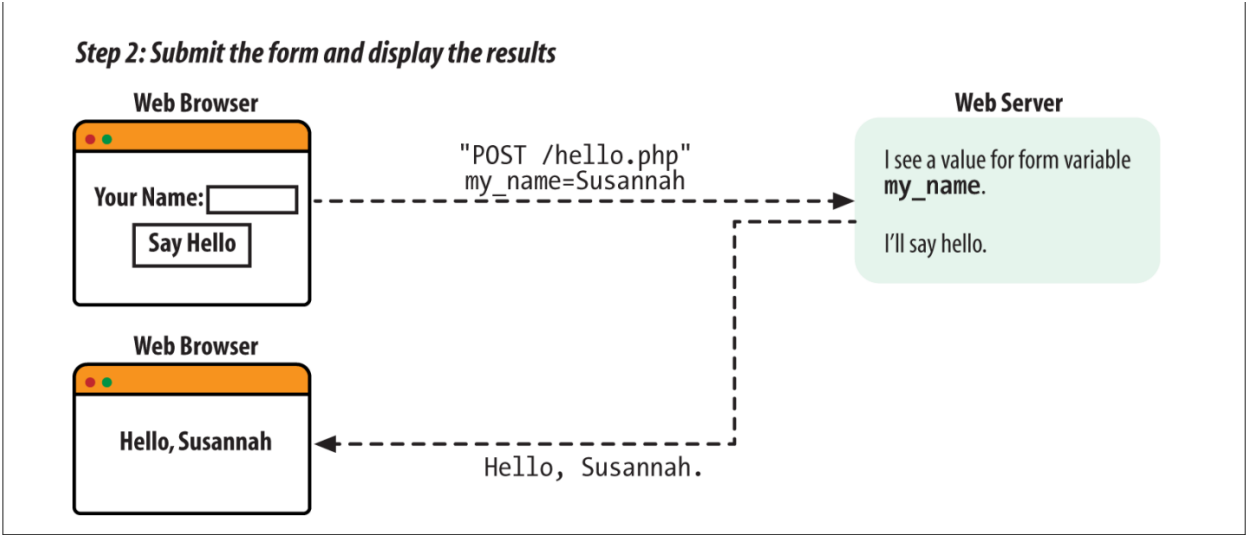 Step 2: Submit the form and display the results
Web Browser
Your Name:
Say Hello
"POST /hello.php"
my_name=Susannah
Web Server
I see a value for form variable
my_name.
I'll say hello.
Web Browser
Hello, Susannah
Hello, Susannah.